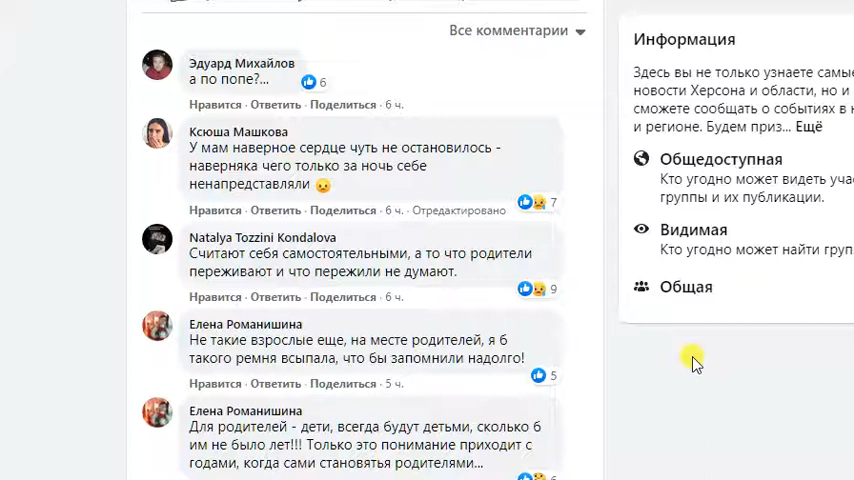 Все комментарии
Эдуард Михайлов
а по попе?...
6
Нравится · Ответить · Поделиться · 6 ч.
Ксюша Машкова
У мам наверное сердце чуть не остановилось -
наверняка чего только за ночь себе
ненапредставляли
7
Нравится · Ответить · Поделиться · 6 ч. · Отредактировано
Natalya Tozzini Kondalova
Считают себя самостоятельными, а то что родители
переживают и что пережили не думают.
9
Нравится · Ответить · Поделиться · 6 ч.
Елена Романишина
Не такие взрослые еще, на месте родителей, я б
такого ремня всыпала, что бы запомнили надолго!
5
Нравится · Ответить · Поделиться · 5 ч.
Елена Романишина
Для родителей - дети, всегда будут детьми, сколько б
им не было лет!!! Только это понимание приходит с
годами, когда сами становятья родителями...
Информация
Здесь вы не только узнаете самые
новости Херсона и области, но и
сможете сообщать о событиях в
и регионе. Будем приз... Ещё
Общедоступная
Кто угодно может видеть
группы и их публикации.
Видимая
Кто угодно может найти
Общая